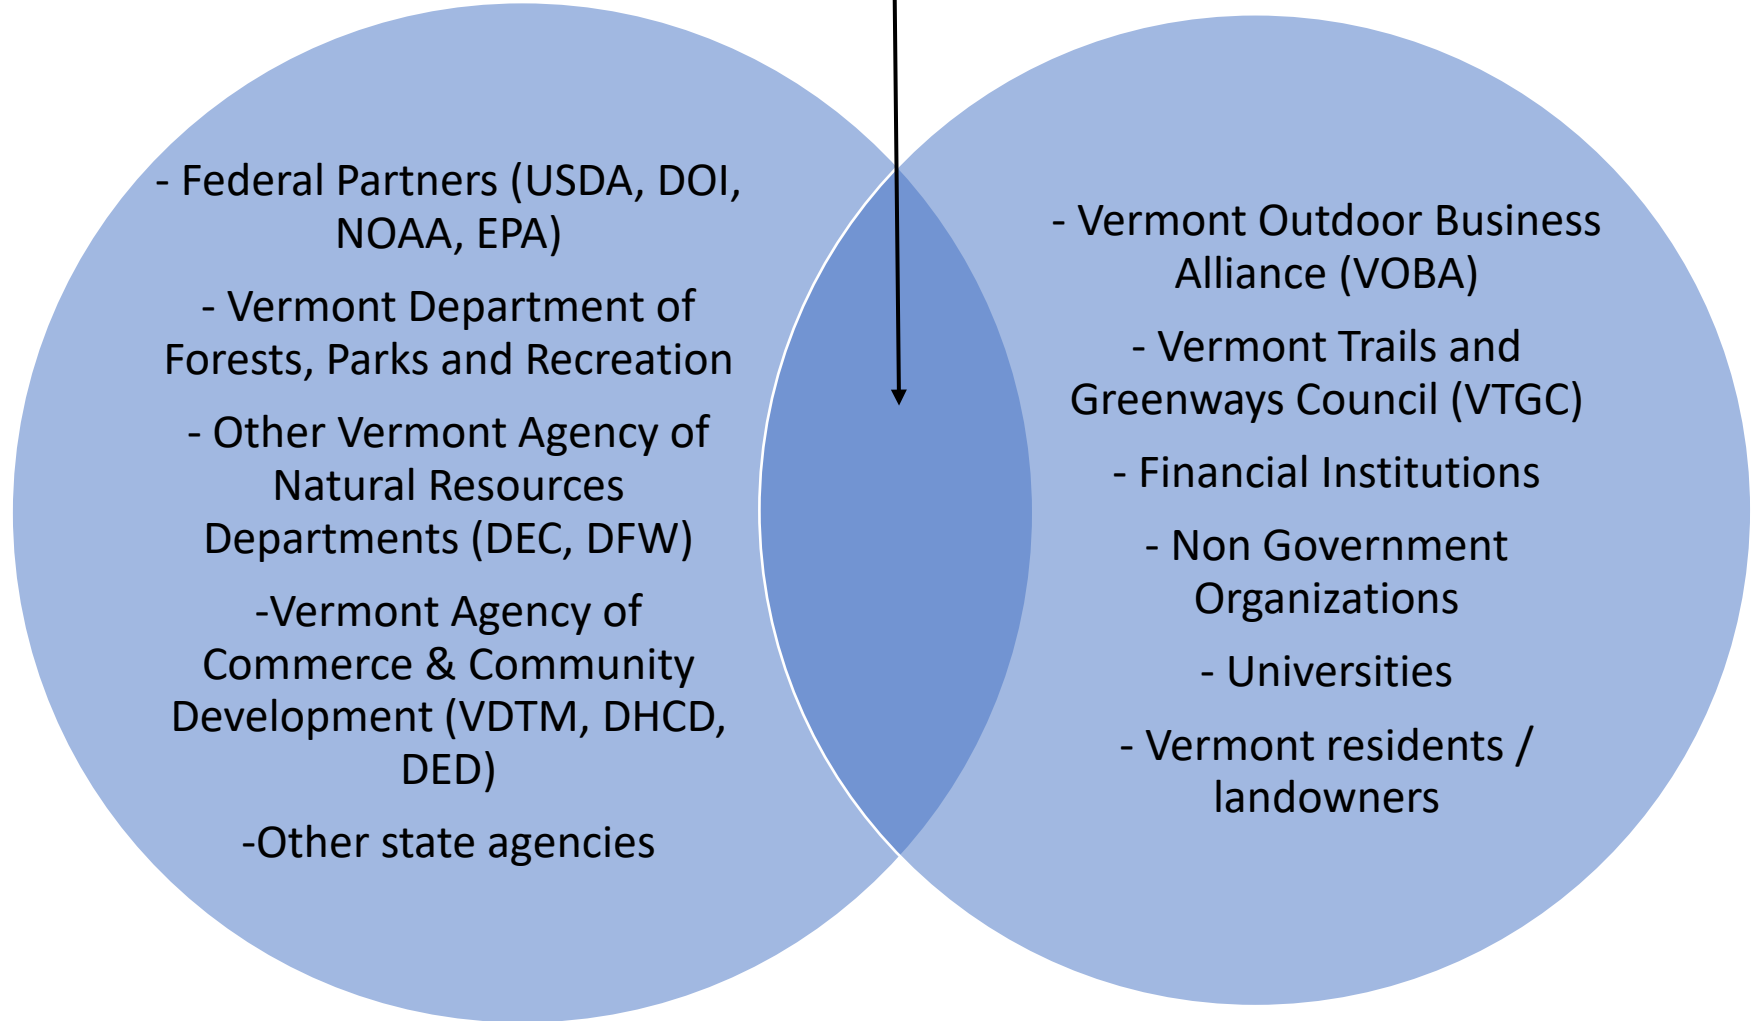 - Federal Partners (USDA, DOI,
NOAA, EPA)
- Vermont Department of
Forests, Parks and Recreation
- Other Vermont Agency of
Natural Resources
Departments (DEC, DFW)
-Vermont Agency of
Commerce & Community
Development (VDTM, DHCD,
DED)
-Other state agencies
- Vermont Outdoor Business
Alliance (VOBA)
- Vermont Trails and
Greenways Council (VTGC)
- Financial Institutions
- Non Government
Organizations
- Universities
- Vermont residents /
landowners